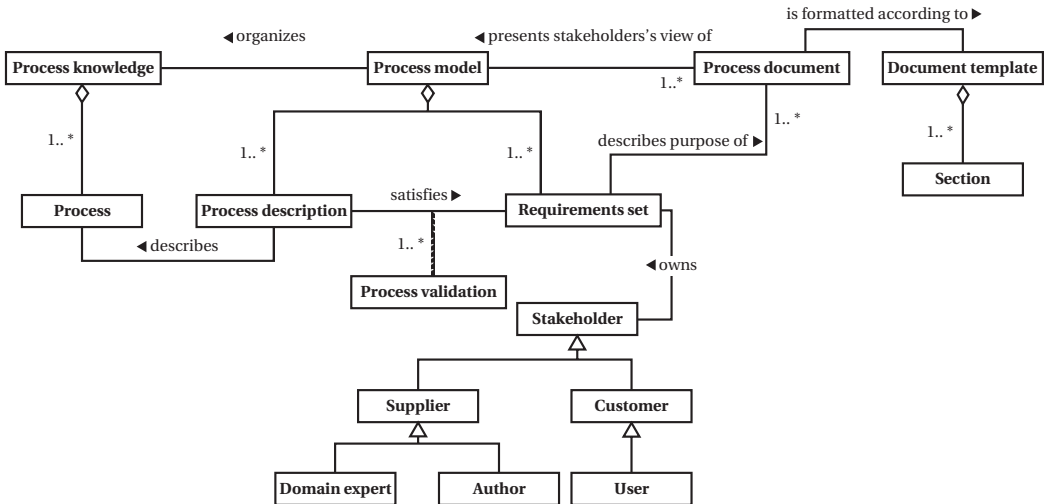 is formatted according to ►
◄ organizes
◄ presents stakeholders's view of
Process knowledge
Process model
Process document
Document template
1..*
1.. *
1.. *
1.. *
1.. *
1.. *
describes purpose of ►
1.. *
Section
satisfies ►
Process
Process description
Requirements set
◄ describes
1.. *
◄ owns
Process validation
Stakeholder
Supplier
Customer
Domain expert
Author
User